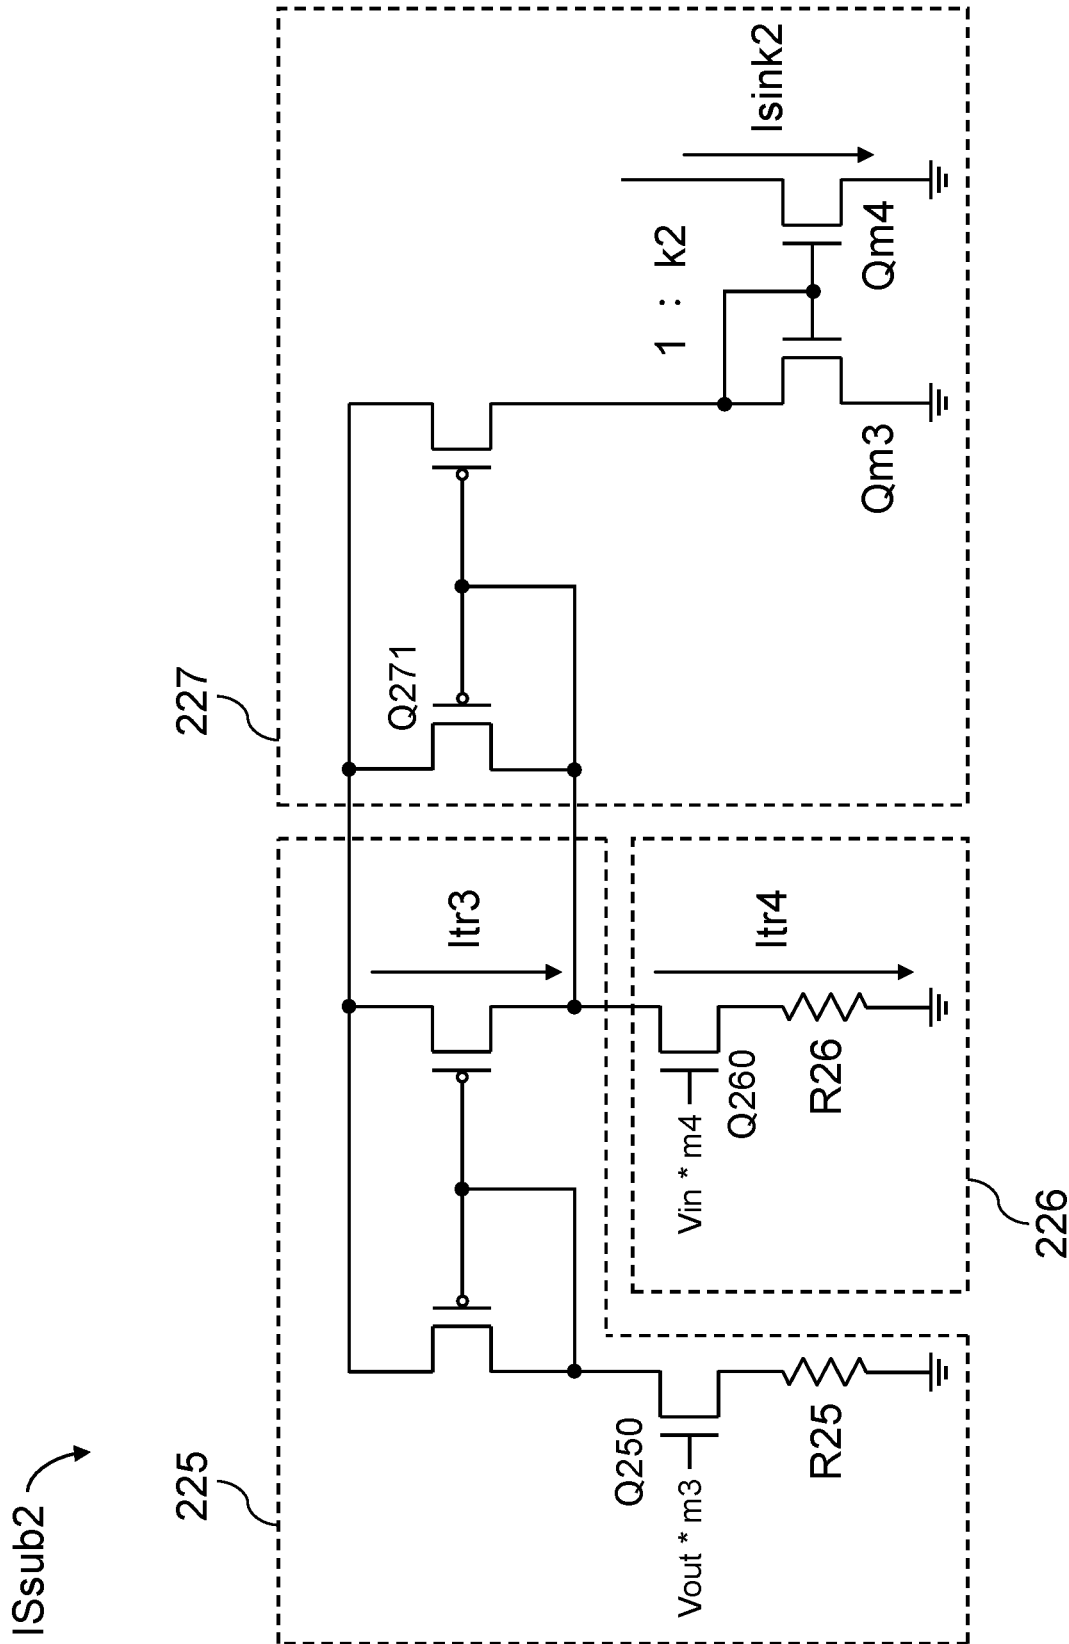 ISsub2
225
227
Itr3
Q271
1 : k2
Isink2
Qm3
Qm4
Q250
Vout * m3
R25
Vin * m4
Q260
Itr4
R26
226